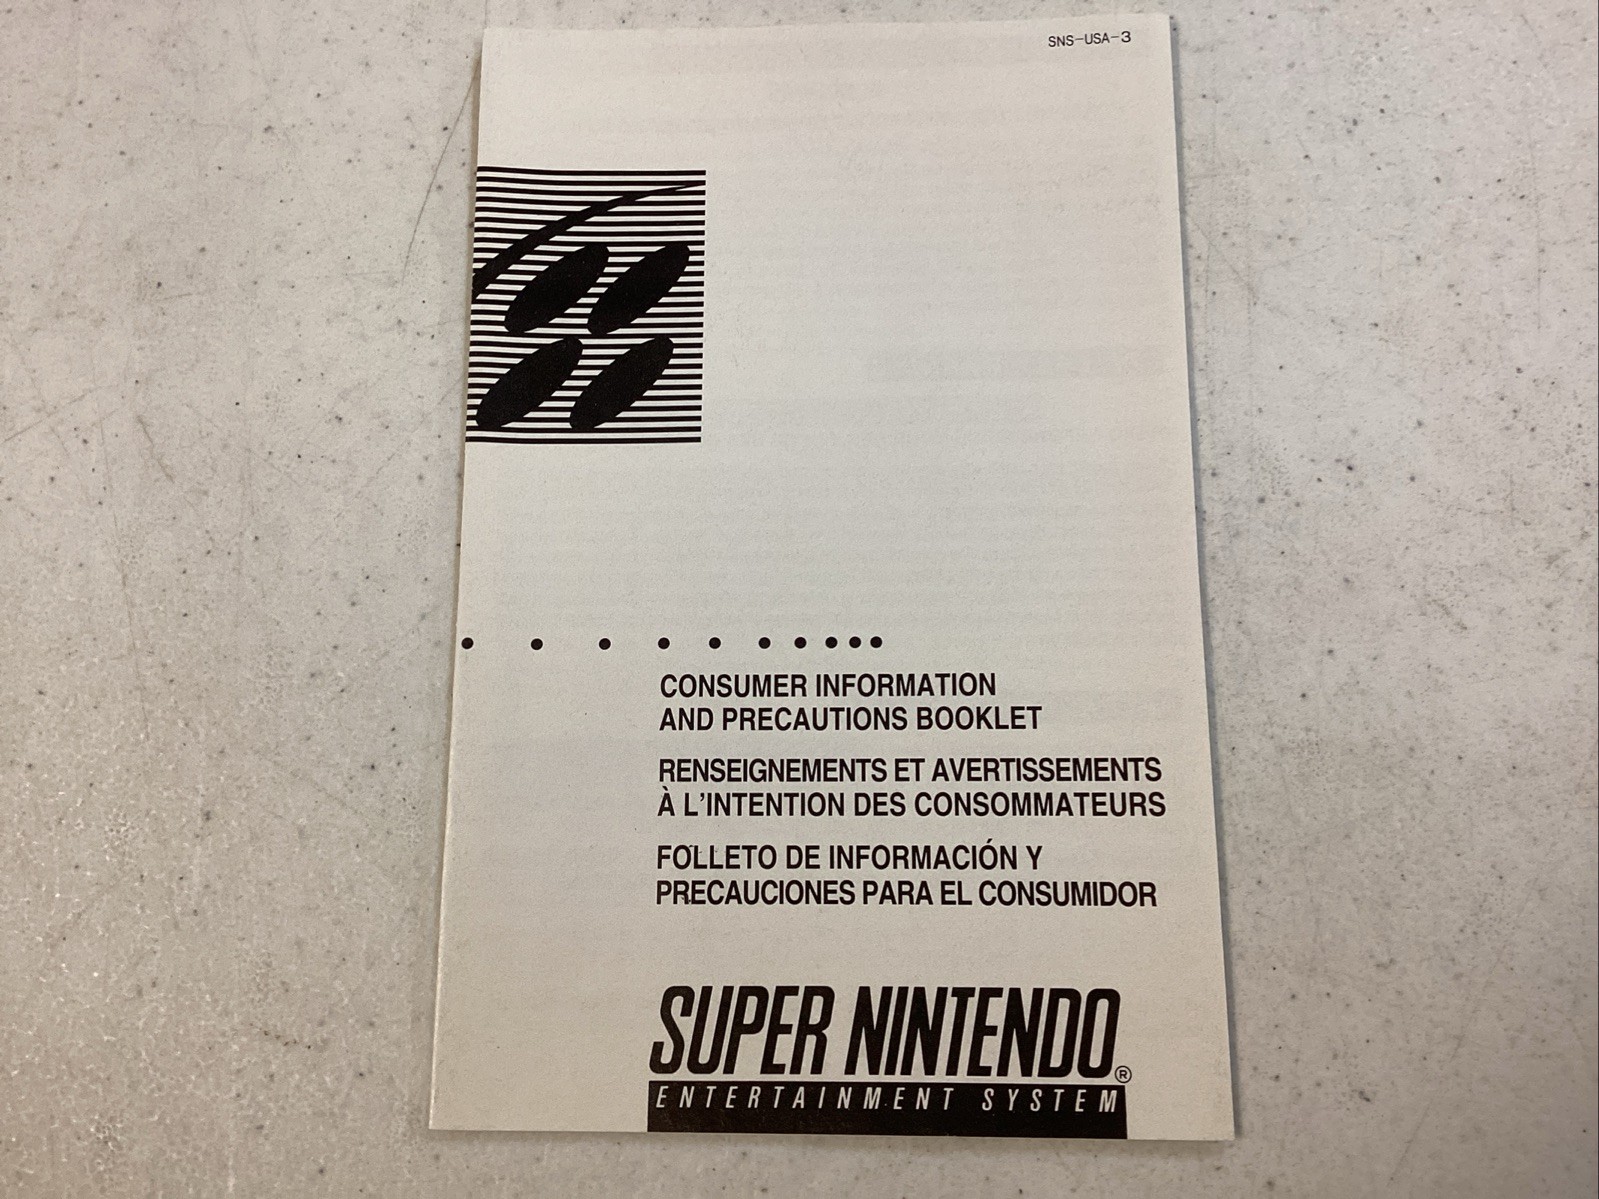 SNS-USA-3
CONSUMER INFORMATION
AND PRECAUTIONS BOOKLET
RENSEIGNEMENTS ET AVERTISSEMENTS
À L'INTENTION DES CONSOMMATEURS
FOLLETO DE INFORMACIÓN Y
PRECAUCIONES PARA EL CONSUMIDOR
SUPER NINTENDO®
ENTERTAINMENT SYSTEM